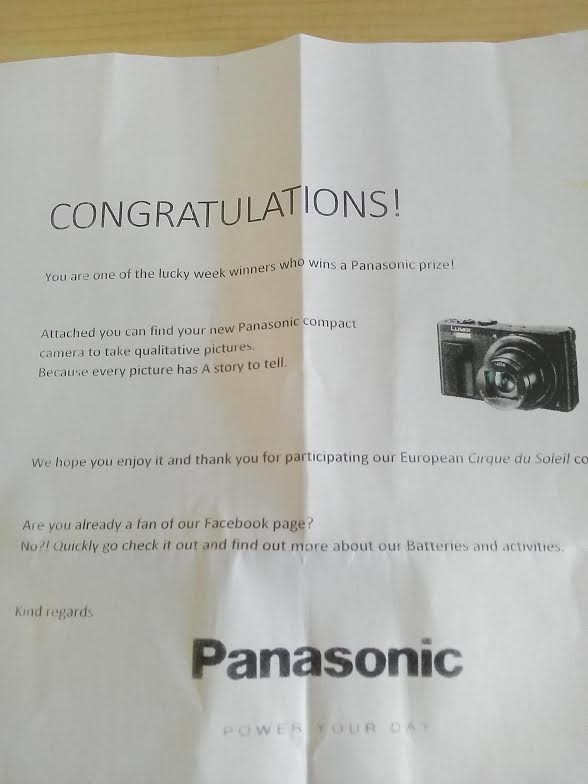 CONGRATULATIONS!
You are one of the lucky week winners who wins a Panasonic prize!
Attached you can find your new Panasonic compact
camera to take qualitative pictures.
Because every picture has A story to tell.
LUMIX
We hope you enjoy it and thank you for participating our European Cirque du Soleil co
Are you already a fan of our Facebook page?
No?! Quickly go check it out and find out more about our Batteries and activities.
Kind regards
Panasonic
POWER YOUR DAY